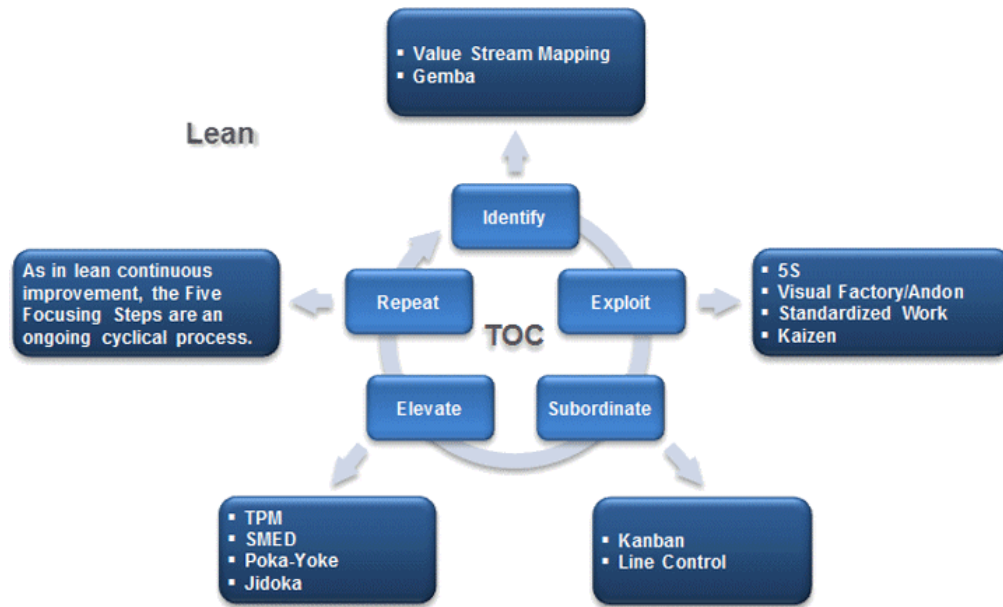 ▪ Value Stream Mapping
▪ Gemba
Lean
Identify
As in lean continuous
improvement, the Five
Focusing Steps are an
ongoing cyclical process.
Repeat
Exploit
▪ 5S
▪ Visual Factory/Andon
▪ Standardized Work
▪ Kaizen
TOC
Elevate
Subordinate
▪ TPM
▪ SMED
▪ Poka-Yoke
▪ Jidoka
▪ Kanban
▪ Line Control